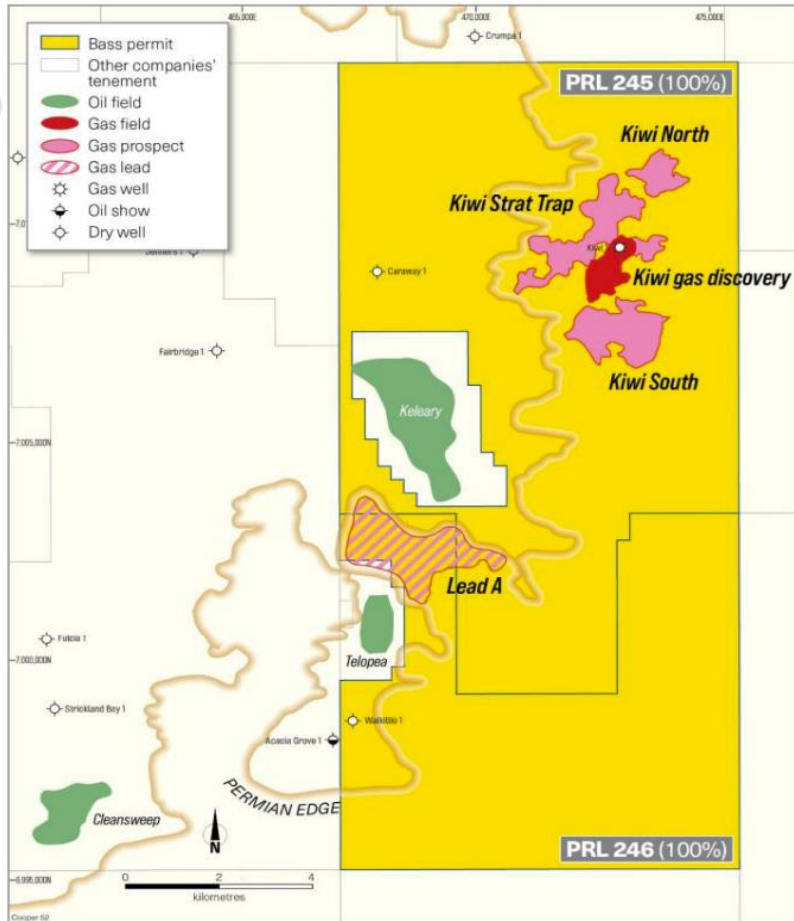 465,000E
470,000E
475,000E
Crumpa 1
Bass permit
Other companies'
tenement
Oil field
Gas field
Gas prospect
Gas lead
Gas well
Oil show
Dry well
PRL 245 (100%)
Kiwi North
Kiwi Strat Trap
Kiwi 1
Kiwi gas discovery
Caraway 1
Kiwi South
Fairbridge 1
Keleary
7,005,000N
Lead A
Fulcia 1
7,000,000N
Telopea
Strickland Bay 1
Walkillie 1
Acacia Grove 1
PERMIAN EDGE
Cleansweep
N
PRL 246 (100%)
6,995,000N
0 2 4
kilometres
Cooper 52